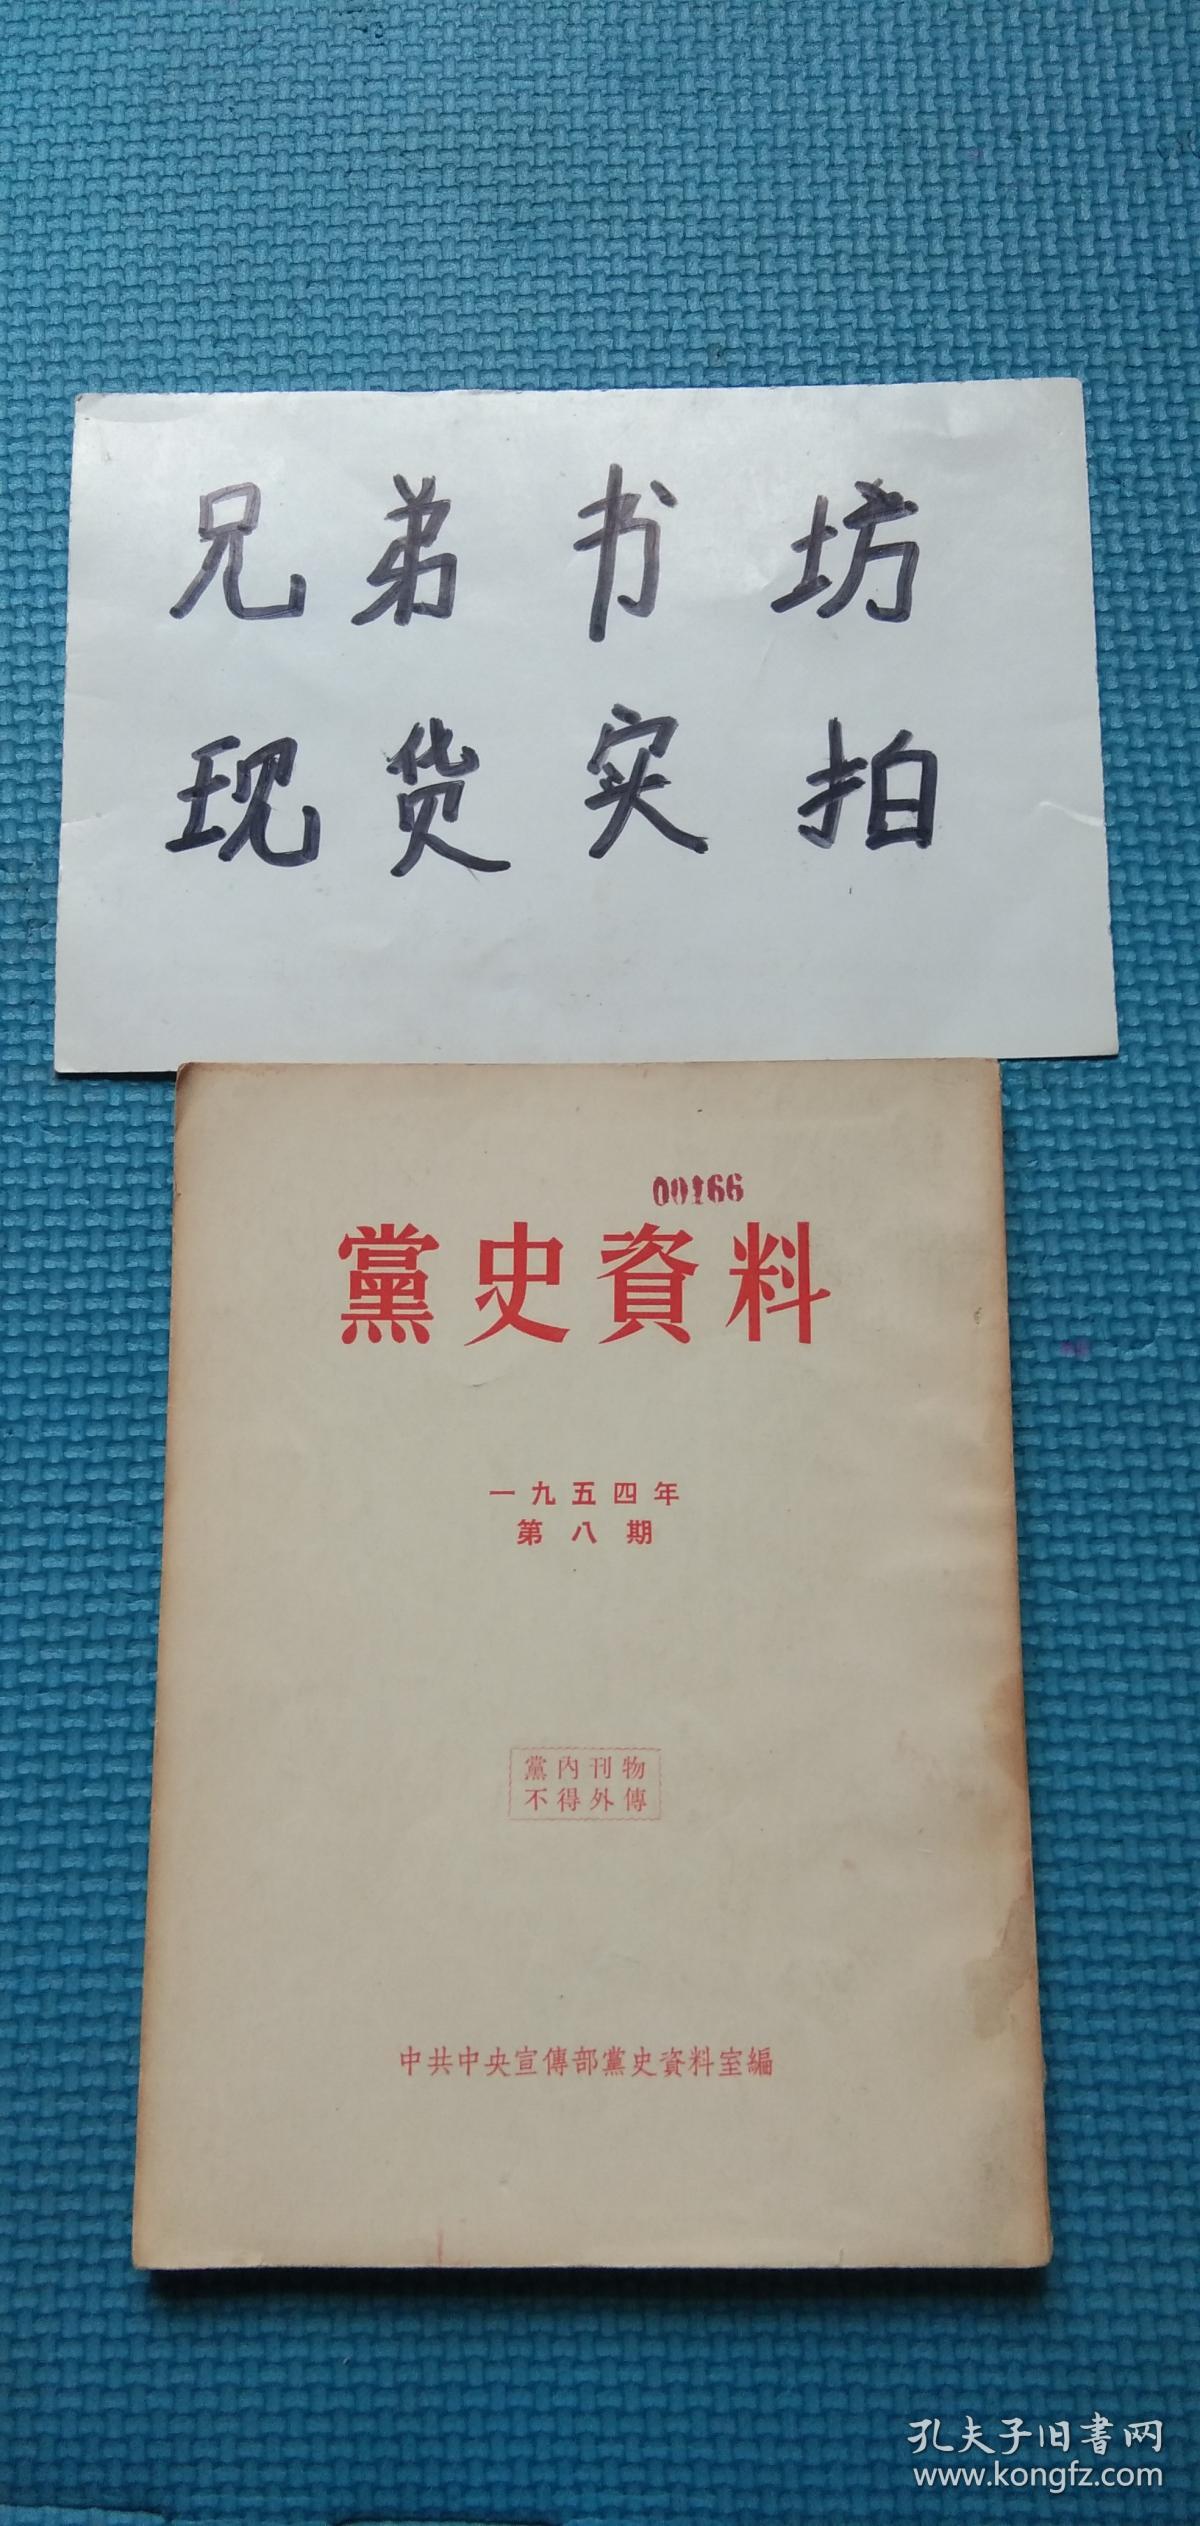 兄弟书坊
现货实拍
00166
黨史資料
一九五四年
第八期
黨內刊物
不得外傳
中共中央宣傳部黨史資料室編
孔夫子旧書网
www.kongfz.com